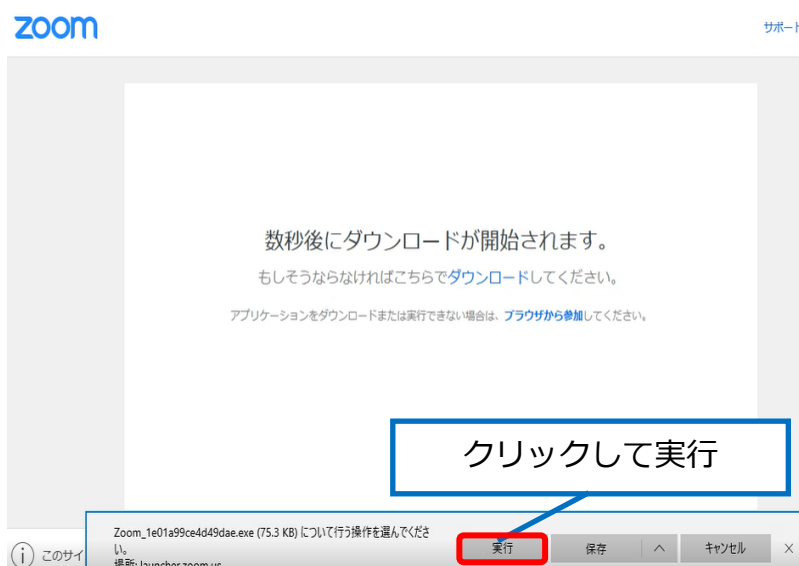 zoom
サポート
数秒後にダウンロードが開始されます。
もしそうならなければこちらでダウンロードしてください。
アプリケーションをダウンロードまたは実行できない場合は、ブラウザから参加してください。
クリックして実行
Zoom_1e01a99ce4d49dae.exe (75.3 KB) について行う操作を選んでくださ
い。
場所: launcher.zoom.us
実行 保存 キャンセル
このサイ